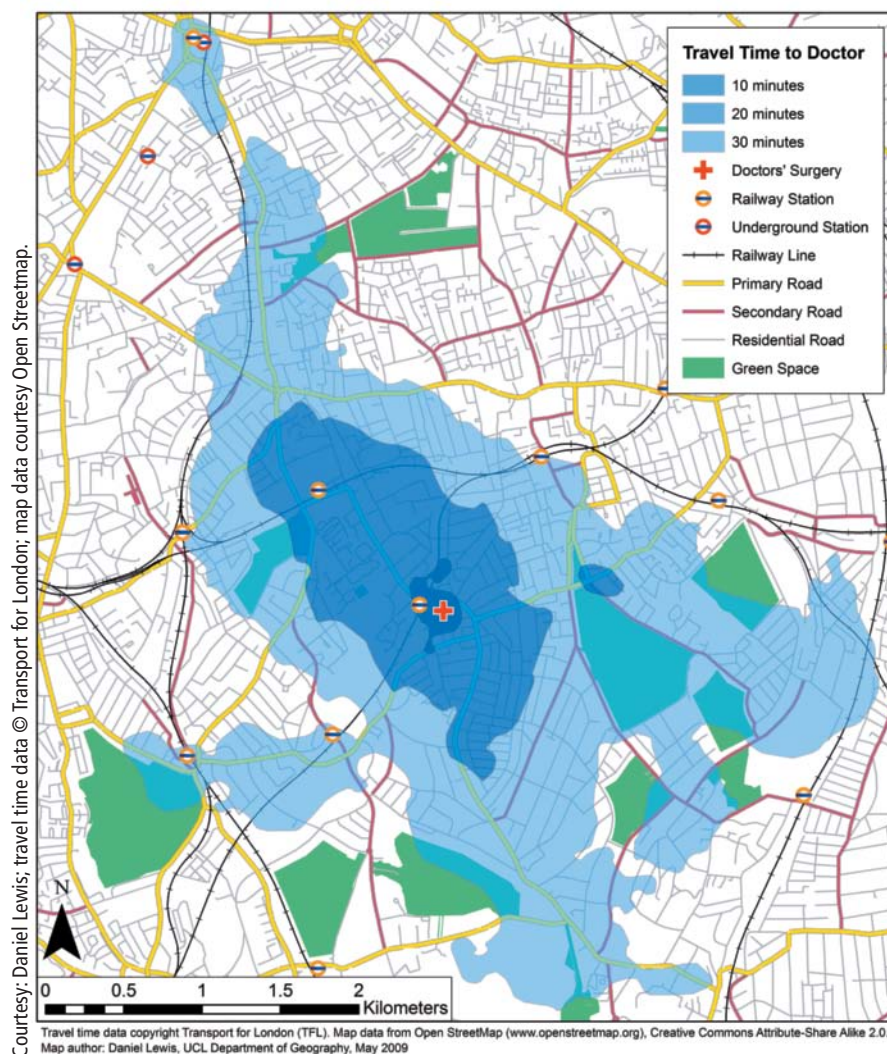 Courtesy: Daniel Lewis; travel time data © Transport for London; map data courtesy Open Streetmap.
Travel Time to Doctor
10 minutes
20 minutes
30 minutes
Doctors' Surgery
Railway Station
Underground Station
Railway Line
Primary Road
Secondary Road
Residential Road
Green Space
N
0 0.5 1 2
Kilometers
Travel time data copyright Transport for London (TFL). Map data from Open StreetMap (www.openstreetmap.org), Creative Commons Attribute-Share Alike 2.0.
Map author: Daniel Lewis, UCL Department of Geography, May 2009